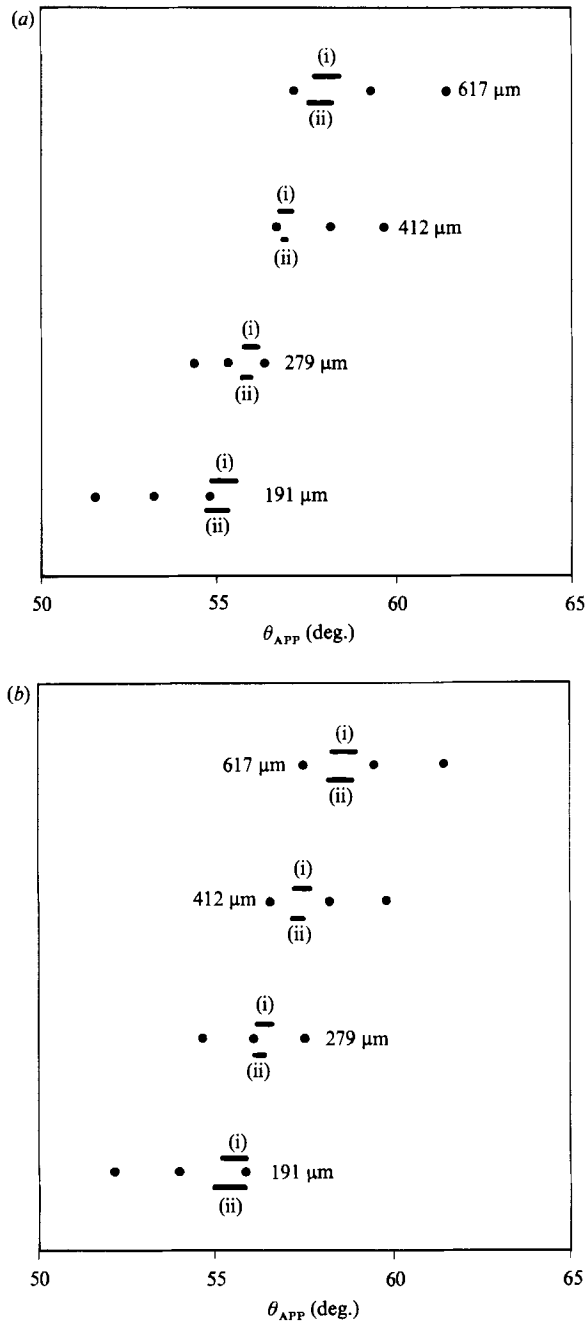 (a)
(i)
617 µm
(ii)
(i)
412 µm
(ii)
(i)
279 µm
(ii)
(i)
191 µm
(ii)
50 55 60 65
θAPP (deg.)
(b)
(i)
617 µm
(ii)
(i)
412 µm
(ii)
(i)
279 µm
(ii)
(i)
191 µm
(ii)
50 55 60 65
θAPP (deg.)